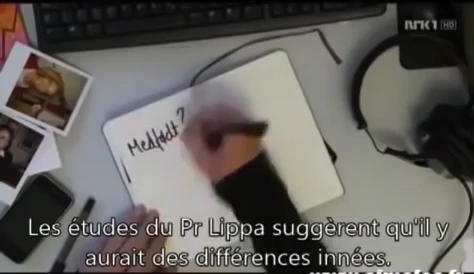 NRK1 HD
Medfødt?
Les études du Pr Lippa suggèrent qu'il y
aurait des différences innées.